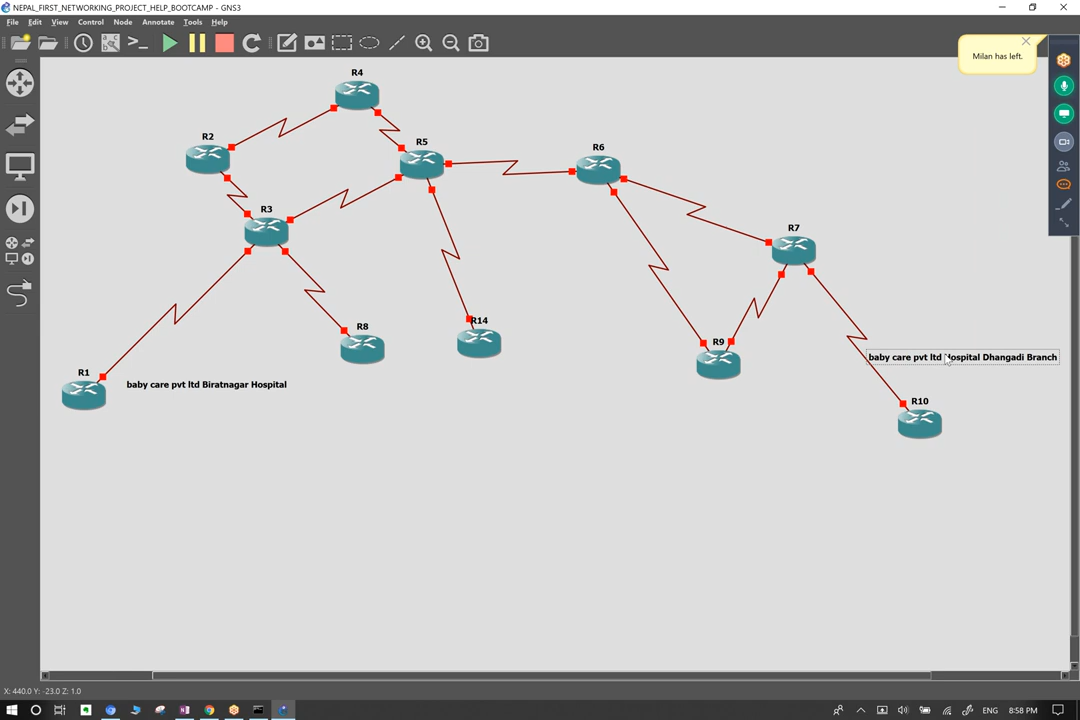 NEPAL_FIRST_NETWORKING_PROJECT_HELP_BOOTCAMP - GNS3
File Edit View Control Node Annotate Tools Help
Milan has left.
R4
R2
R5
R6
R3
R7
R8
R14
R9
R1
baby care pvt ltd Biratnagar Hospital
baby care pvt ltd Hospital Dhangadi Branch
R10
X: 440.0 Y: -23.0 Z: 1.0
ENG
8:58 PM